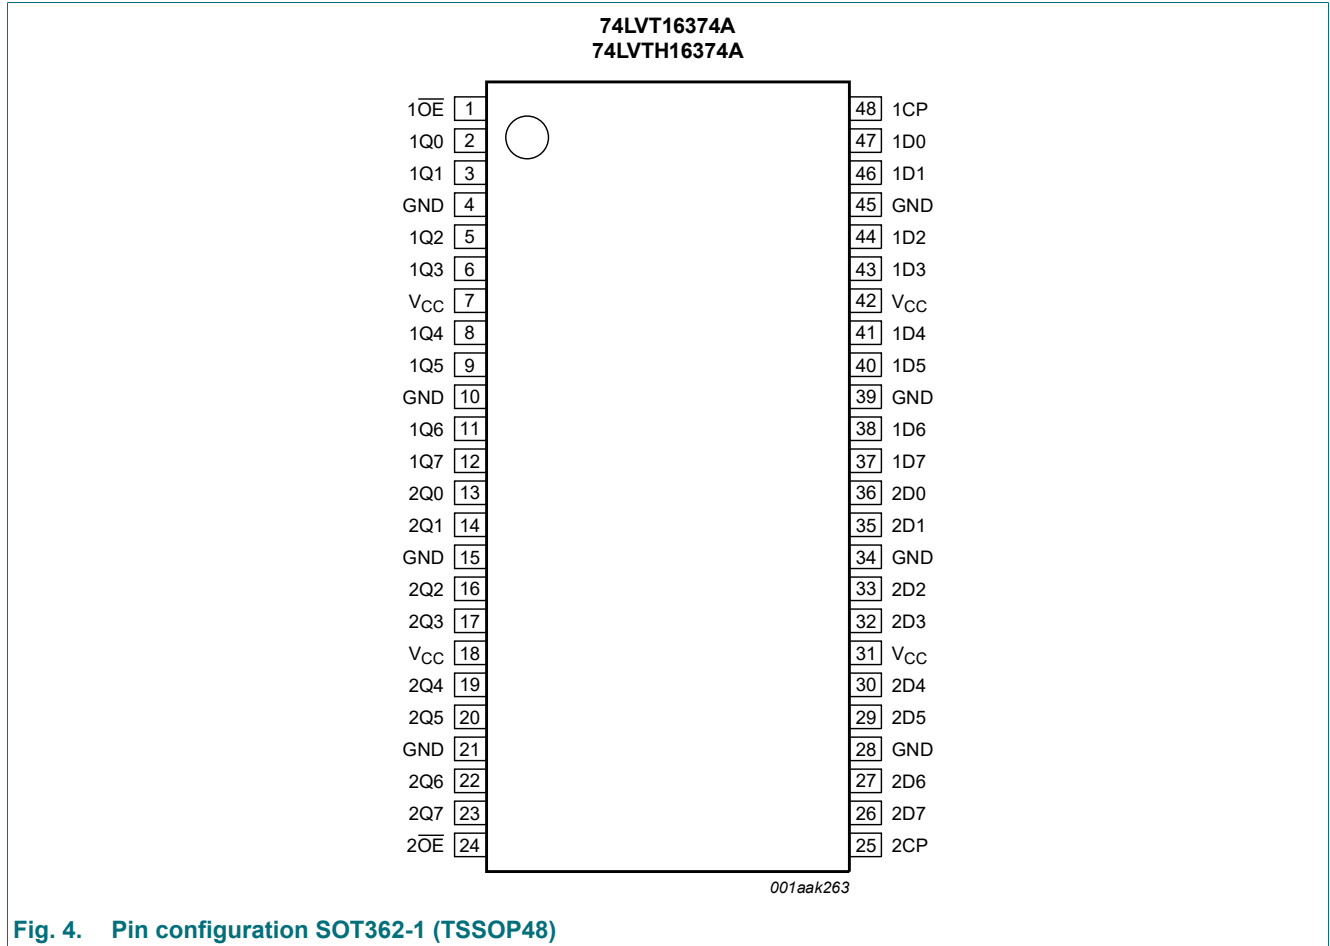 74LVT16374A
74LVTH16374A
1O̅E̅ 1 48 1CP
1Q0 2 47 1D0
1Q1 3 46 1D1
GND 4 45 GND
1Q2 5 44 1D2
1Q3 6 43 1D3
VCC 7 42 VCC
1Q4 8 41 1D4
1Q5 9 40 1D5
GND 10 39 GND
1Q6 11 38 1D6
1Q7 12 37 1D7
2Q0 13 36 2D0
2Q1 14 35 2D1
GND 15 34 GND
2Q2 16 33 2D2
2Q3 17 32 2D3
VCC 18 31 VCC
2Q4 19 30 2D4
2Q5 20 29 2D5
GND 21 28 GND
2Q6 22 27 2D6
2Q7 23 26 2D7
2O̅E̅ 24 25 2CP
001aak263
Fig. 4. Pin configuration SOT362-1 (TSSOP48)